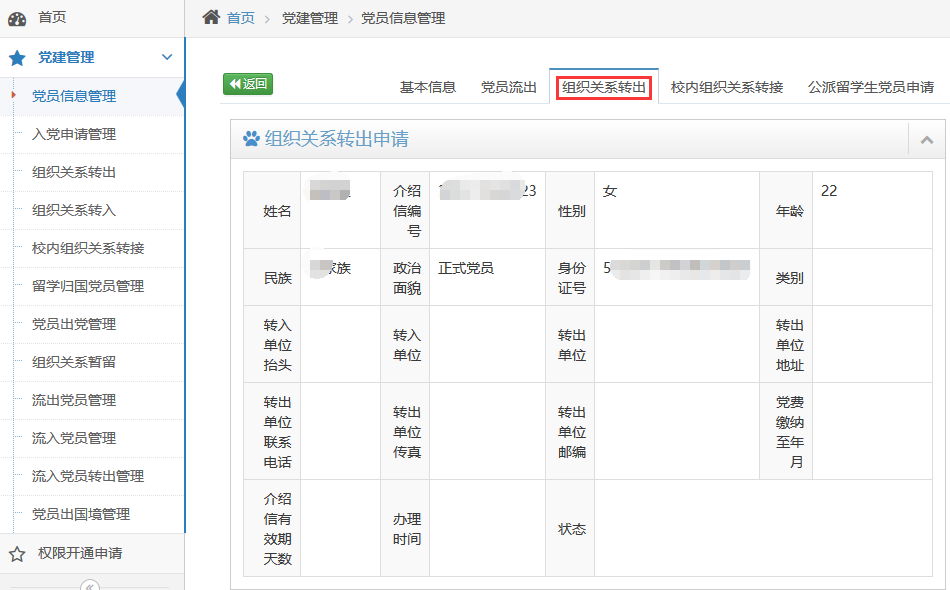 首页
党建管理
党员信息管理
入党申请管理
组织关系转出
组织关系转入
校内组织关系转接
留学归国党员管理
党员出党管理
组织关系暂留
流出党员管理
流入党员管理
流入党员转出管理
党员出国境管理
权限开通申请
首页 > 党建管理 > 党员信息管理
返回
基本信息 党员流出 组织关系转出 校内组织关系转接 公派留学生党员申请
组织关系转出申请
姓名
介绍
信编
号
23
性别
女
年龄
22
民族
家族
政治
面貌
正式党员
身份
证号
5
类别
转入
单位
抬头
转入
单位
转出
单位
转出
单位
地址
转出
单位
联系
电话
转出
单位
传真
转出
单位
邮编
党费
缴纳
至年
月
介绍
信有
效期
天数
办理
时间
状态